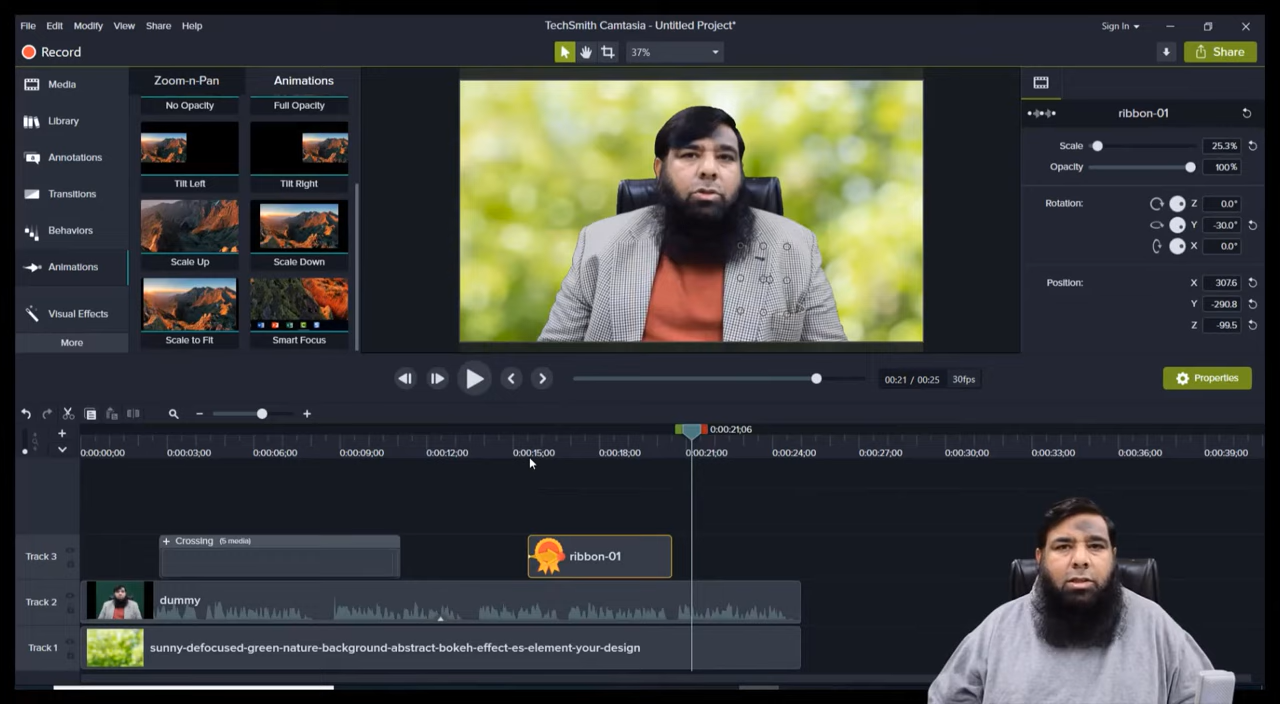 File Edit Modify View Share Help
TechSmith Camtasia - Untitled Project*
Sign In
Record
37%
Share
Media
Library
Annotations
Transitions
Behaviors
Animations
Visual Effects
More
Zoom-n-Pan
Animations
No Opacity
Full Opacity
Tilt Left
Tilt Right
Scale Up
Scale Down
Scale to Fit
Smart Focus
ribbon-01
Scale 25.3%
Opacity 100%
Rotation: Z 0.0°
Y -30.0°
X 0.0°
Position: X 307.6
Y -290.8
Z -99.5
00:21 / 00:25 30fps
Properties
0:00:21;06
0:00:00;00 0:00:03;00 0:00:06;00 0:00:09;00 0:00:12;00 0:00:15;00 0:00:18;00 0:00:21;00 0:00:24;00 0:00:27;00 0:00:30;00 0:00:33;00 0:00:36;00 0:00:39;00
Track 3
+ Crossing (5 media)
ribbon-01
Track 2
dummy
Track 1
sunny-defocused-green-nature-background-abstract-bokeh-effect-es-element-your-design